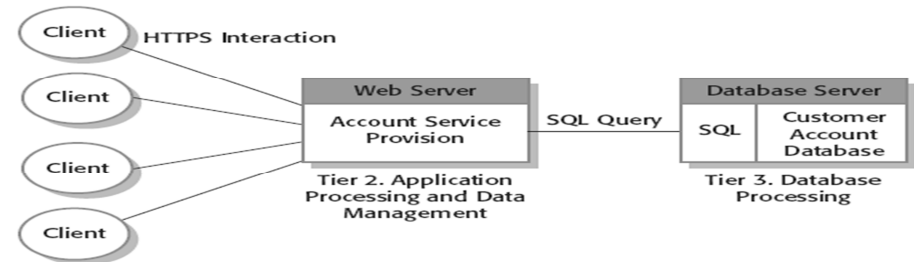 Client
HTTPS Interaction
Client
Client
Client
Web Server
Account Service
Provision
Tier 2. Application
Processing and Data
Management
SQL Query
Database Server
SQL
Customer
Account
Database
Tier 3. Database
Processing